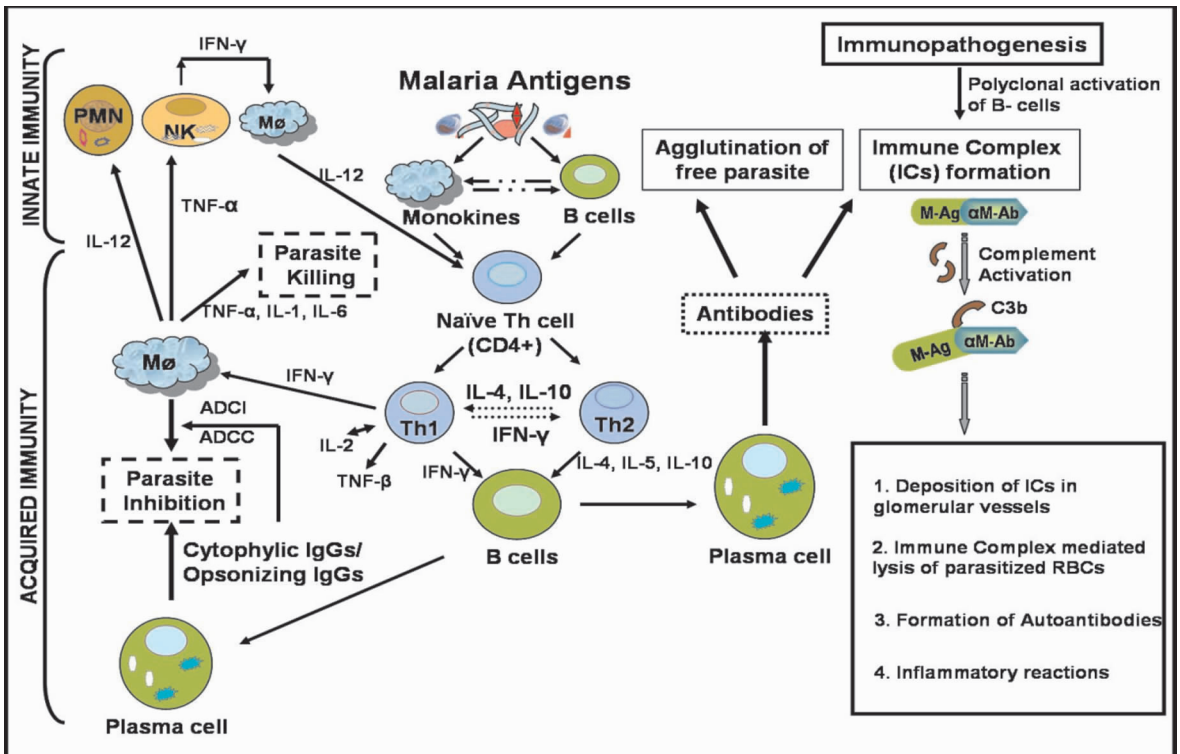 INNATE IMMUNITY
ACQUIRED IMMUNITY
IFN-γ
PMN
NK
Mø
IL-12
TNF-α
IL-12
Parasite
Killing
TNF-α, IL-1, IL-6
Mø
IFN-γ
ADCI
ADCC
Parasite
Inhibition
Cytophylic IgGs/
Opsonizing IgGs
Plasma cell
Malaria Antigens
Monokines
B cells
Naïve Th cell
(CD4+)
Th1
IL-4, IL-10
IFN-γ
Th2
IL-2
TNF-β
IFN-γ
IL-4, IL-5, IL-10
B cells
Plasma cell
Antibodies
Agglutination of
free parasite
Immunopathogenesis
Polyclonal activation
of B- cells
Immune Complex
(ICs) formation
M-Ag
αM-Ab
Complement
Activation
C3b
M-Ag
αM-Ab
1. Deposition of ICs in
glomerular vessels
2. Immune Complex mediated
lysis of parasitized RBCs
3. Formation of Autoantibodies
4. Inflammatory reactions